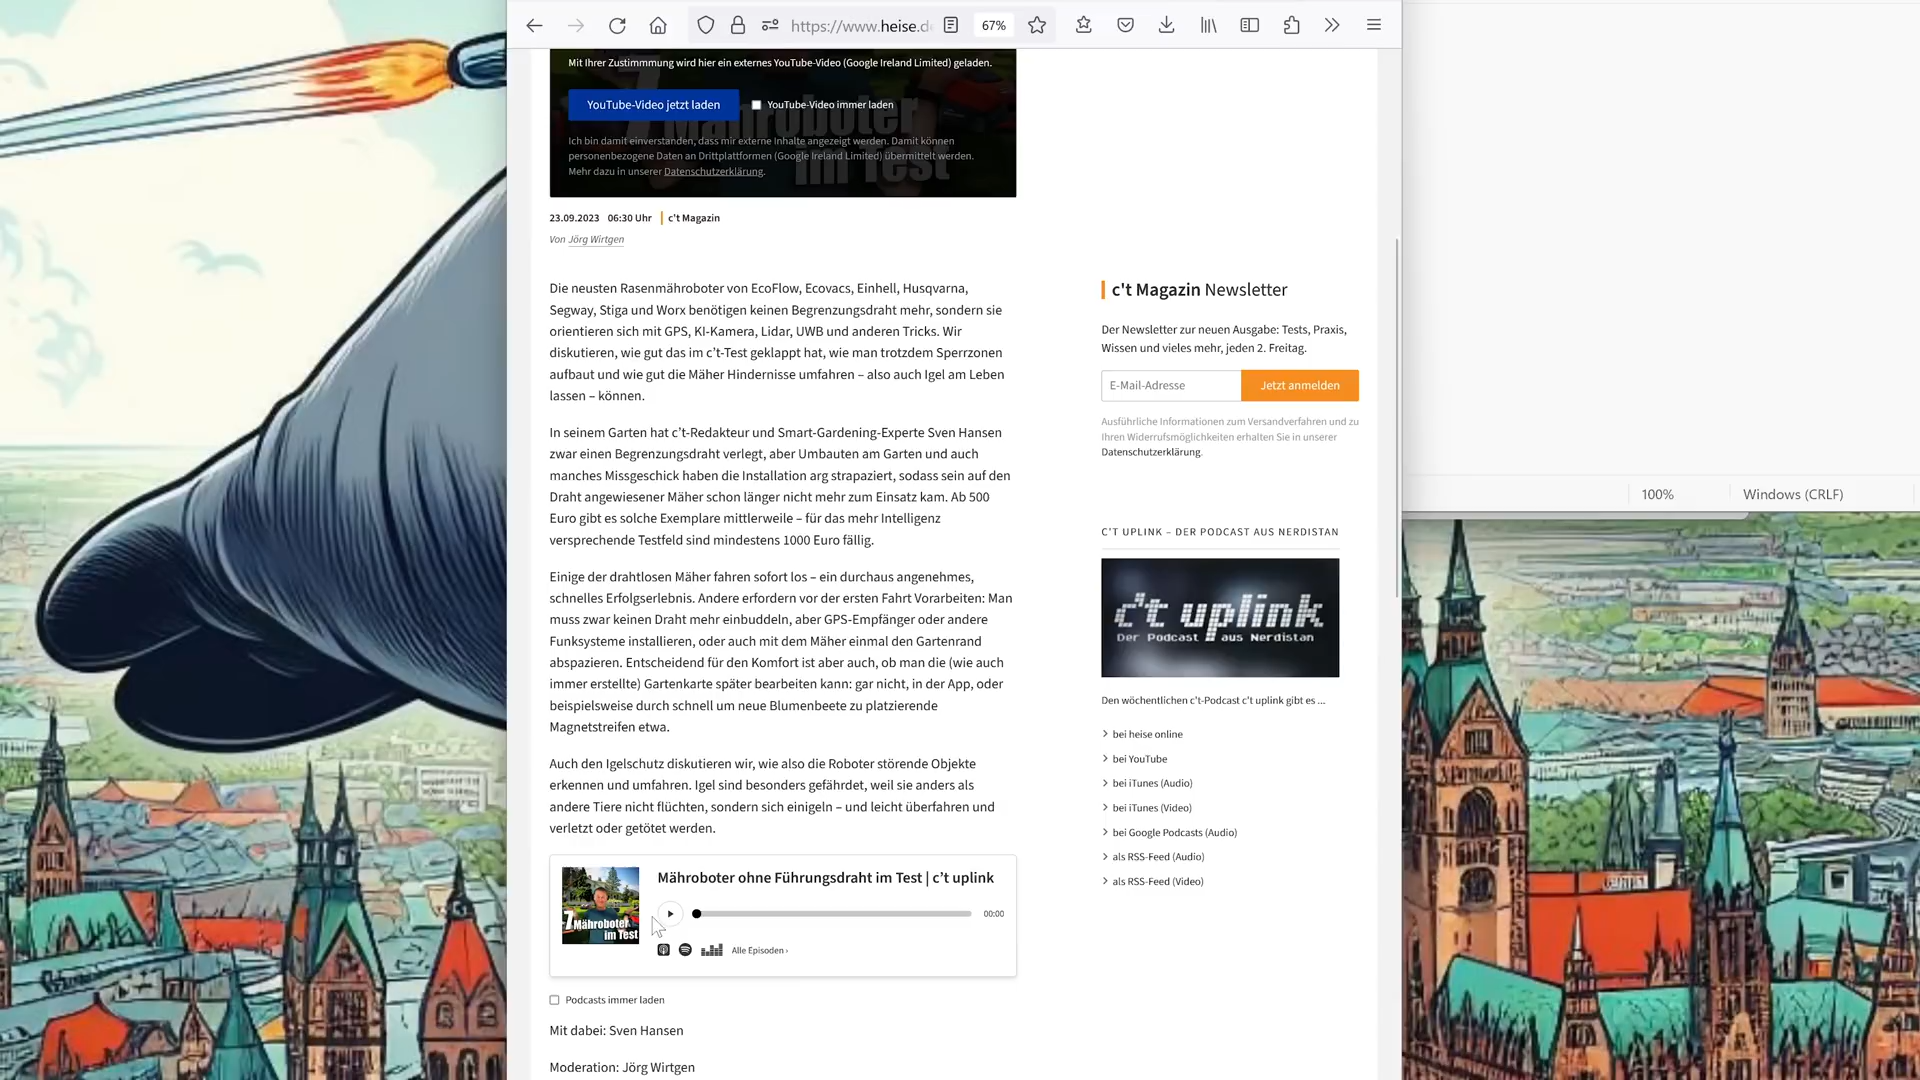 https://www.heise.d
67%
Mit Ihrer Zustimmmung wird hier ein externes YouTube-Video (Google Ireland Limited) geladen.
YouTube-Video jetzt laden
YouTube-Video immer laden
7 Mähroboter
im Test
Ich bin damit einverstanden, dass mir externe Inhalte angezeigt werden. Damit können
personenbezogene Daten an Drittplattformen (Google Ireland Limited) übermittelt werden.
Mehr dazu in unserer Datenschutzerklärung.
23.09.2023 06:30 Uhr c't Magazin
Von Jörg Wirtgen
Die neusten Rasenmähroboter von EcoFlow, Ecovacs, Einhell, Husqvarna,
Segway, Stiga und Worx benötigen keinen Begrenzungsdraht mehr, sondern sie
orientieren sich mit GPS, KI-Kamera, Lidar, UWB und anderen Tricks. Wir
diskutieren, wie gut das im c't-Test geklappt hat, wie man trotzdem Sperrzonen
aufbaut und wie gut die Mäher Hindernisse umfahren – also auch Igel am Leben
lassen – können.
In seinem Garten hat c't-Redakteur und Smart-Gardening-Experte Sven Hansen
zwar einen Begrenzungsdraht verlegt, aber Umbauten am Garten und auch
manches Missgeschick haben die Installation arg strapaziert, sodass sein auf den
Draht angewiesener Mäher schon länger nicht mehr zum Einsatz kam. Ab 500
Euro gibt es solche Exemplare mittlerweile – für das mehr Intelligenz
versprechende Testfeld sind mindestens 1000 Euro fällig.
Einige der drahtlosen Mäher fahren sofort los – ein durchaus angenehmes,
schnelles Erfolgserlebnis. Andere erfordern vor der ersten Fahrt Vorarbeiten: Man
muss zwar keinen Draht mehr einbuddeln, aber GPS-Empfänger oder andere
Funksysteme installieren, oder auch mit dem Mäher einmal den Gartenrand
abspazieren. Entscheidend für den Komfort ist aber auch, ob man die (wie auch
immer erstellte) Gartenkarte später bearbeiten kann: gar nicht, in der App, oder
beispielsweise durch schnell um neue Blumenbeete zu platzierende
Magnetstreifen etwa.
Auch den Igelschutz diskutieren wir, wie also die Roboter störende Objekte
erkennen und umfahren. Igel sind besonders gefährdet, weil sie anders als
andere Tiere nicht flüchten, sondern sich einigeln – und leicht überfahren und
verletzt oder getötet werden.
7 Mähroboter
im Test
Mähroboter ohne Führungsdraht im Test | c't uplink
00:00
Alle Episoden ›
Podcasts immer laden
Mit dabei: Sven Hansen
Moderation: Jörg Wirtgen
c't Magazin Newsletter
Der Newsletter zur neuen Ausgabe: Tests, Praxis,
Wissen und vieles mehr, jeden 2. Freitag.
E-Mail-Adresse
Jetzt anmelden
Ausführliche Informationen zum Versandverfahren und zu
Ihren Widerrufsmöglichkeiten erhalten Sie in unserer
Datenschutzerklärung.
C'T UPLINK – DER PODCAST AUS NERDISTAN
c't uplink
Der Podcast aus Nerdistan
Den wöchentlichen c't-Podcast c't uplink gibt es ...
bei heise online
bei YouTube
bei iTunes (Audio)
bei iTunes (Video)
bei Google Podcasts (Audio)
als RSS-Feed (Audio)
als RSS-Feed (Video)
100%
Windows (CRLF)